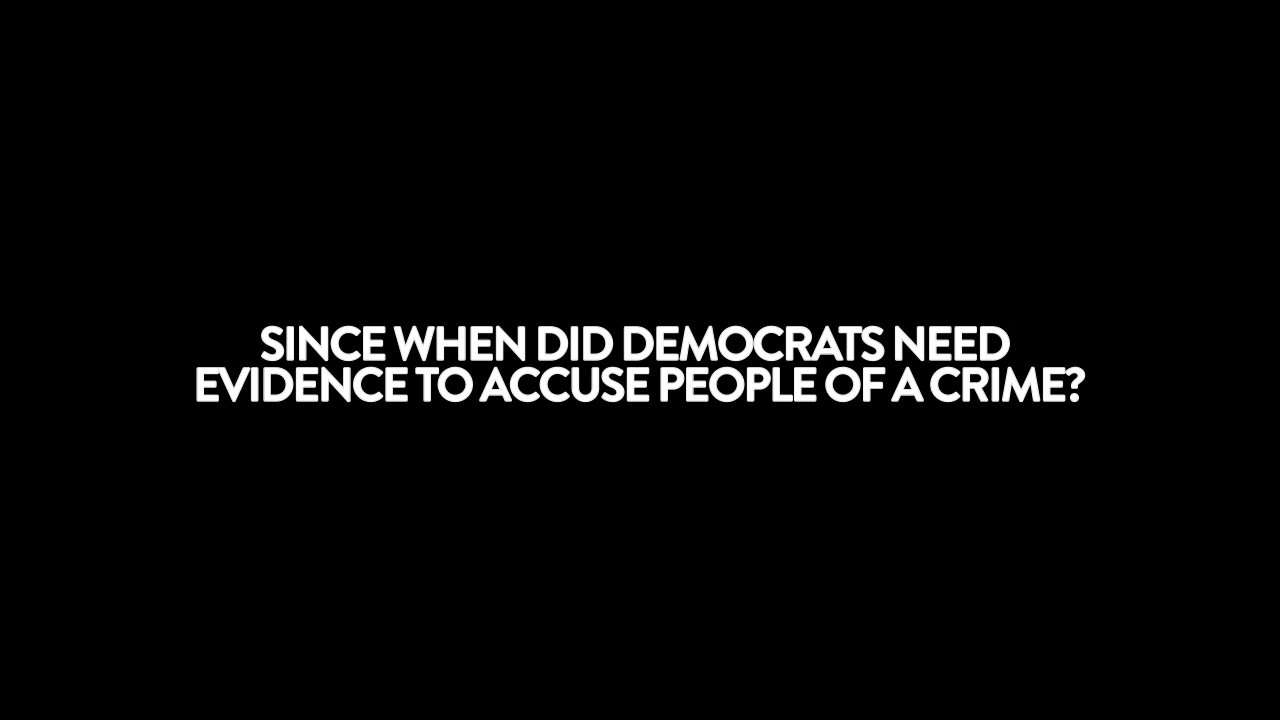 SINCE WHEN DID DEMOCRATS NEED
EVIDENCE TO ACCUSE PEOPLE OF A CRIME?